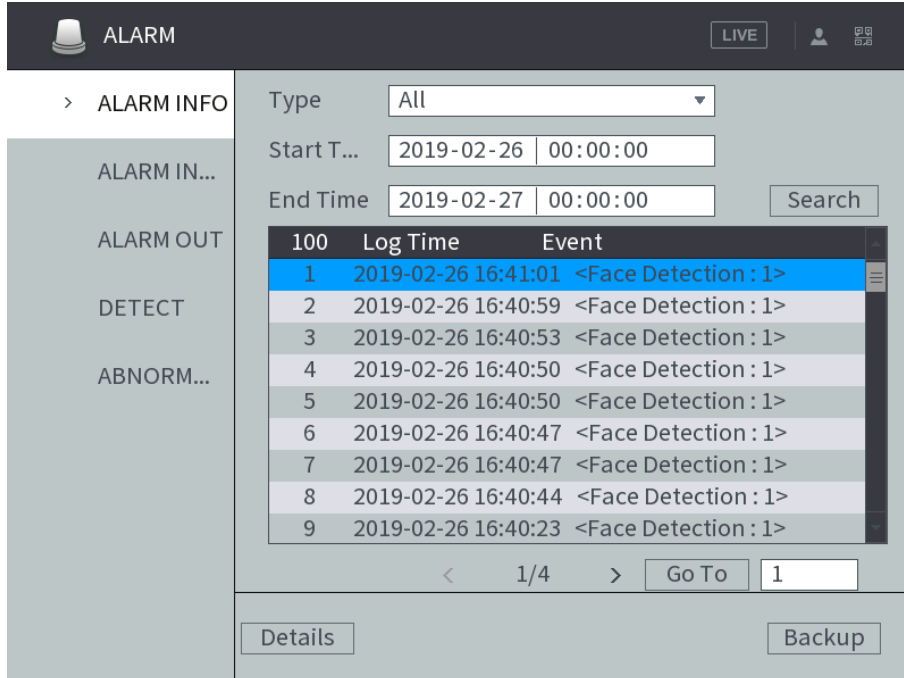 ALARM
LIVE
ALARM INFO
ALARM IN...
ALARM OUT
DETECT
ABNORM...
Type All
Start T... 2019-02-26 00:00:00
End Time 2019-02-27 00:00:00
Search
100 Log Time Event
1 2019-02-26 16:41:01 <Face Detection : 1>
2 2019-02-26 16:40:59 <Face Detection : 1>
3 2019-02-26 16:40:53 <Face Detection : 1>
4 2019-02-26 16:40:50 <Face Detection : 1>
5 2019-02-26 16:40:50 <Face Detection : 1>
6 2019-02-26 16:40:47 <Face Detection : 1>
7 2019-02-26 16:40:47 <Face Detection : 1>
8 2019-02-26 16:40:44 <Face Detection : 1>
9 2019-02-26 16:40:23 <Face Detection : 1>
< 1/4 > Go To 1
Details
Backup